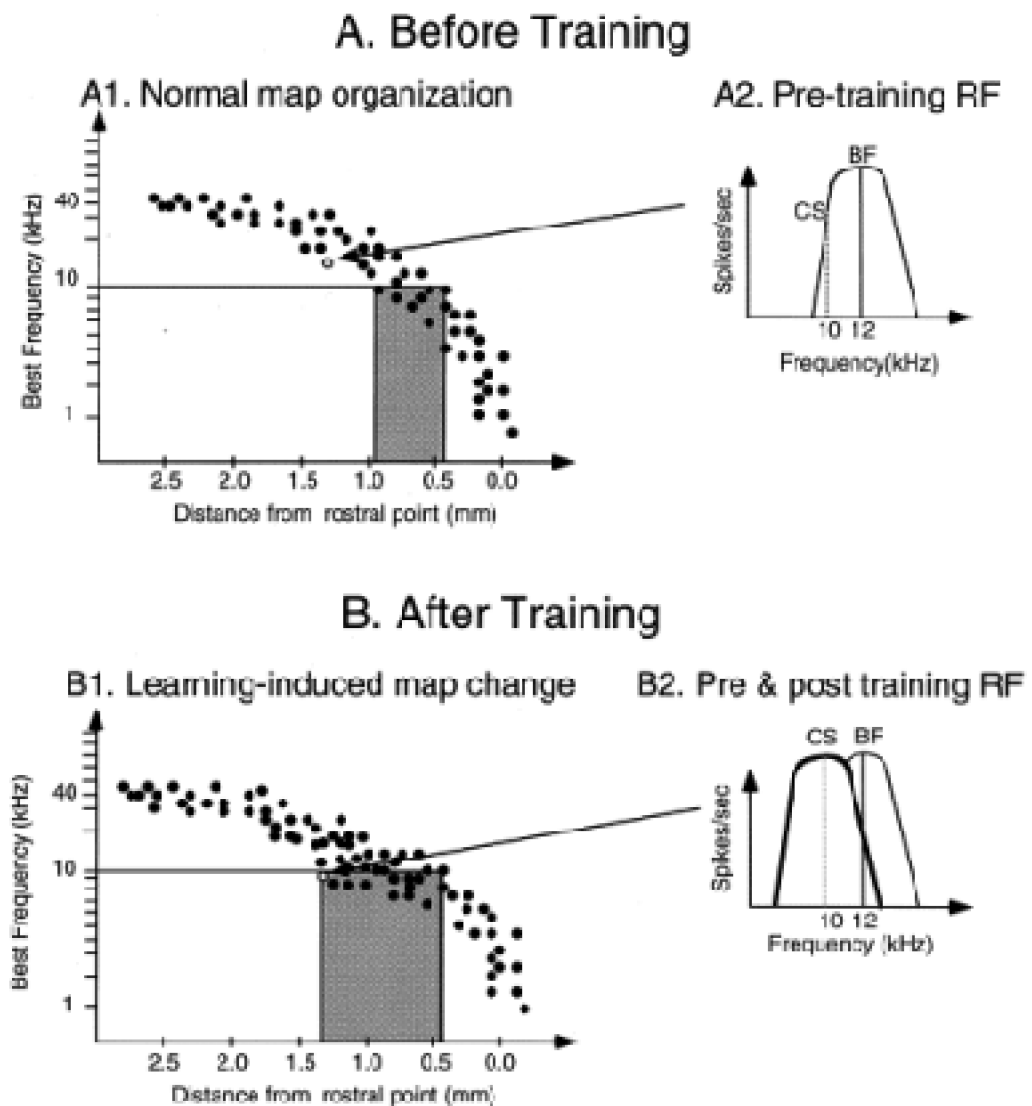 A. Before Training
A1. Normal map organization
A2. Pre-training RF
Best Frequency (kHz)
40
10
1
2.5 2.0 1.5 1.0 0.5 0.0
Distance from rostral point (mm)
Spikes/sec
BF
CS
10 12
Frequency(kHz)
B. After Training
B1. Learning-induced map change
B2. Pre & post training RF
Best Frequency (kHz)
40
10
1
2.5 2.0 1.5 1.0 0.5 0.0
Distance from rostral point (mm)
Spikes/sec
CS BF
10 12
Frequency (kHz)